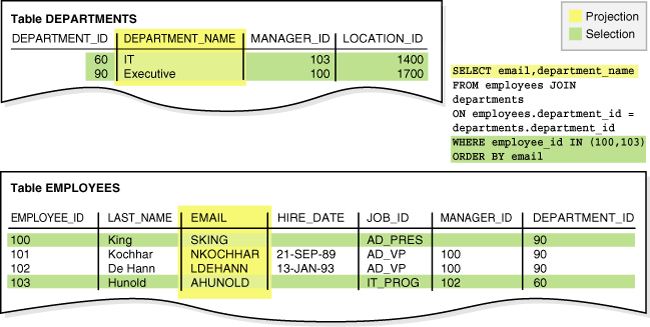 Table DEPARTMENTS
DEPARTMENT_ID DEPARTMENT_NAME MANAGER_ID LOCATION_ID
60 IT 103 1400
90 Executive 100 1700
Projection
Selection
SELECT email,department_name
FROM employees JOIN
departments
ON employees.department_id =
departments.department_id
WHERE employee_id IN (100,103)
ORDER BY email
Table EMPLOYEES
EMPLOYEE_ID LAST_NAME EMAIL HIRE_DATE JOB_ID MANAGER_ID DEPARTMENT_ID
100 King SKING AD_PRES 90
101 Kochhar NKOCHHAR 21-SEP-89 AD_VP 100 90
102 De Hann LDEHANN 13-JAN-93 AD_VP 100 90
103 Hunold AHUNOLD IT_PROG 102 60